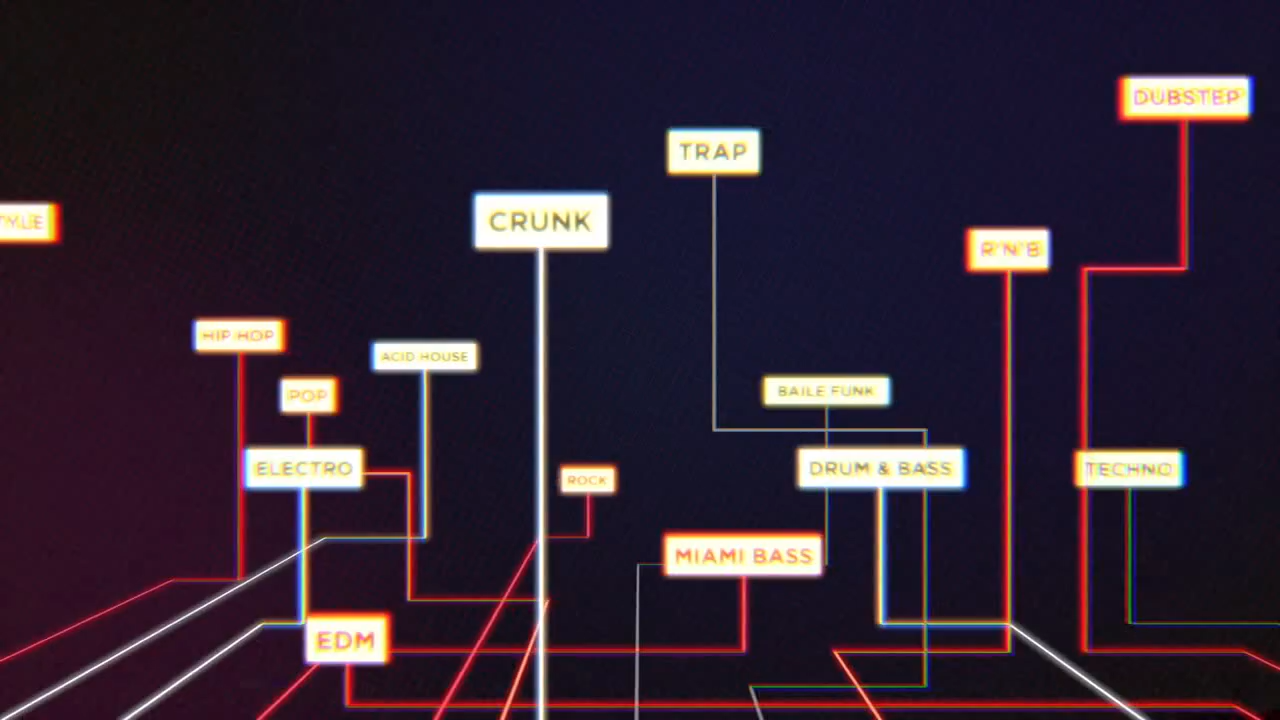 DUBSTEP
TRAP
CRUNK
R'N'B
HIP HOP
ACID HOUSE
POP
BAILE FUNK
ELECTRO
ROCK
DRUM & BASS
TECHNO
MIAMI BASS
EDM